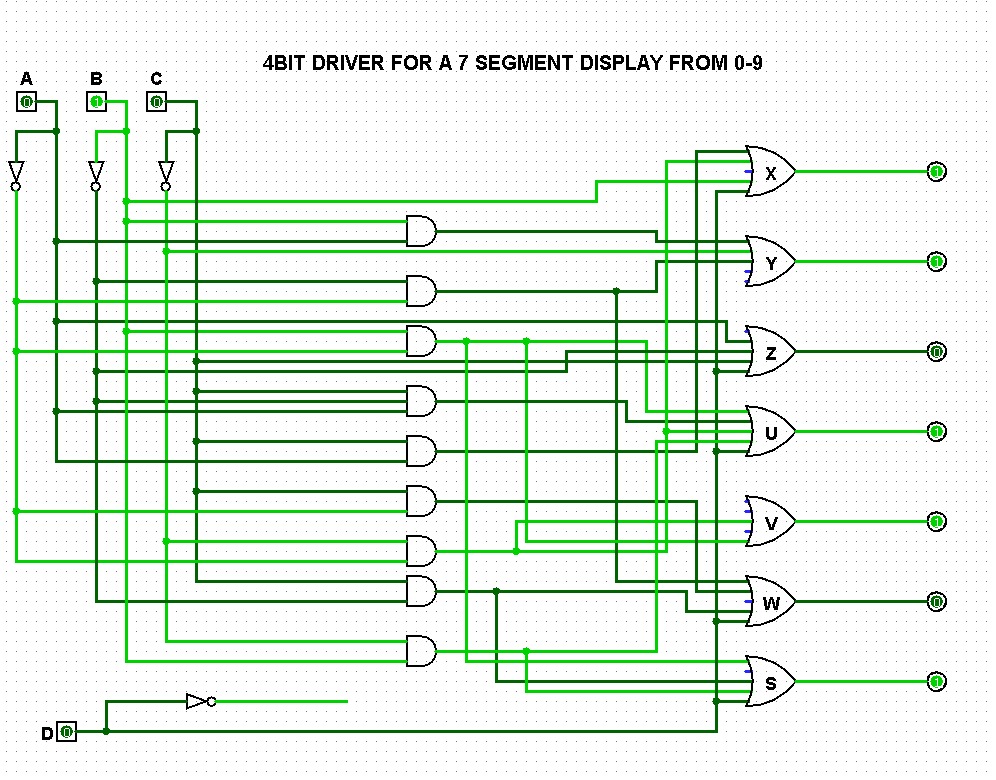 4BIT DRIVER FOR A 7 SEGMENT DISPLAY FROM 0-9
A B C
0 1 0
X 1
Y 1
Z 0
U 1
V 1
W 0
S 1
D 0